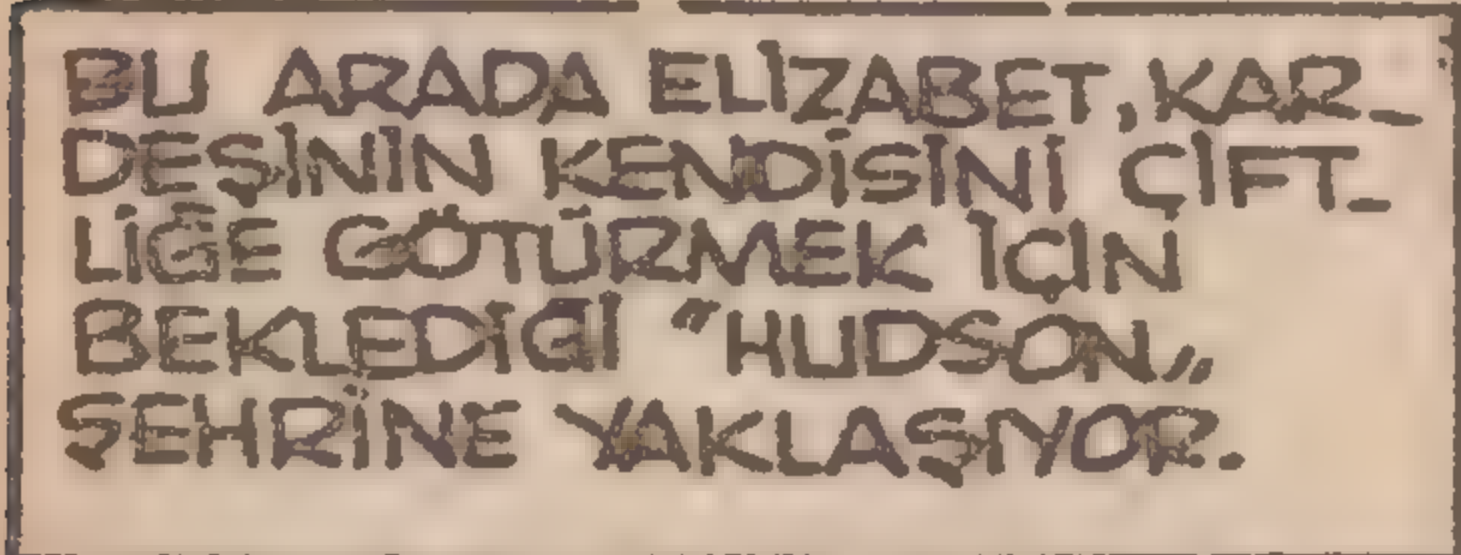 BU ARADA ELİZABET, KAR_
DEŞİNİN KENDİSİNİ ÇİFT_
LİĞE GÖTÜRMEK İÇİN
BEKLEDİĞİ "HUDSON„
ŞEHRİNE YAKLAŞIYOR.